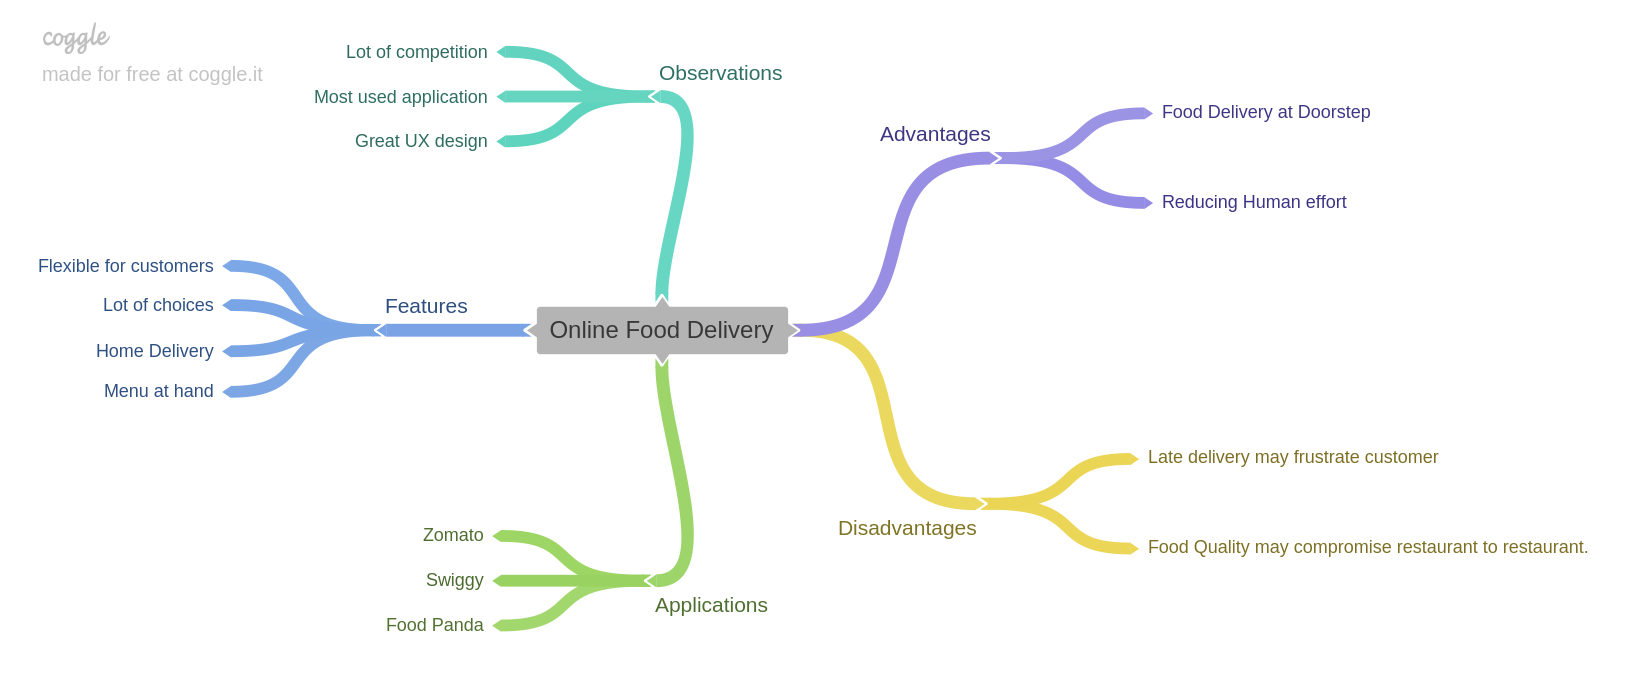 coggle
made for free at coggle.it
Observations
Lot of competition
Most used application
Great UX design
Advantages
Food Delivery at Doorstep
Reducing Human effort
Features
Flexible for customers
Lot of choices
Home Delivery
Menu at hand
Online Food Delivery
Disadvantages
Late delivery may frustrate customer
Food Quality may compromise restaurant to restaurant.
Applications
Zomato
Swiggy
Food Panda